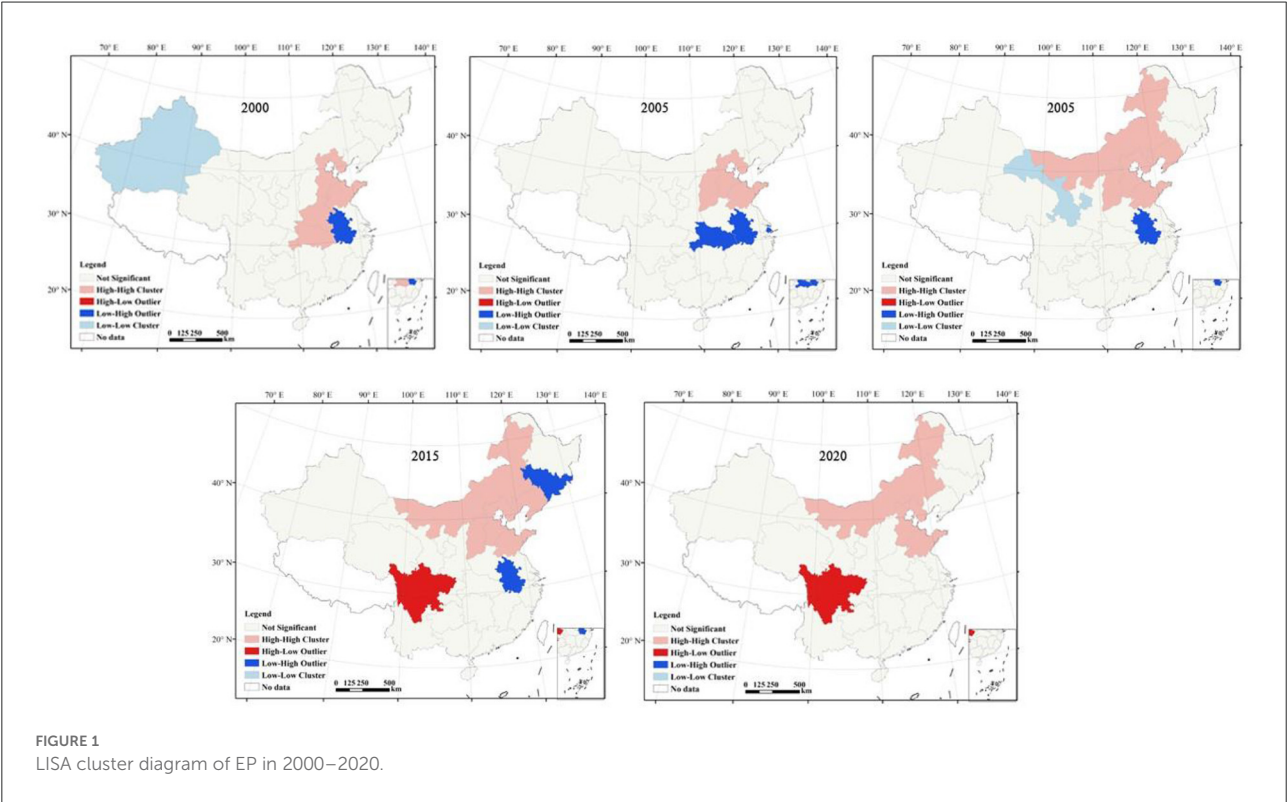 70° E 80° E 90° E 100° E 110° E 120° E 130° E 140° E
2000
40° N
30° N
20° N
Legend
Not Significant
High-High Cluster
High-Low Outlier
Low-High Outlier
Low-Low Cluster
No data
0 125 250 500
km
70° E 80° E 90° E 100° E 110° E 120° E 130° E 140° E
2005
40° N
30° N
20° N
Legend
Not Significant
High-High Cluster
High-Low Outlier
Low-High Outlier
Low-Low Cluster
No data
0 125 250 500
km
70° E 80° E 90° E 100° E 110° E 120° E 130° E 140° E
2005
40° N
30° N
20° N
Legend
Not Significant
High-High Cluster
High-Low Outlier
Low-High Outlier
Low-Low Cluster
No data
0 125 250 500
km
70° E 80° E 90° E 100° E 110° E 120° E 130° E 140° E
2015
40° N
30° N
20° N
Legend
Not Significant
High-High Cluster
High-Low Outlier
Low-High Outlier
Low-Low Cluster
No data
0 125 250 500
km
70° E 80° E 90° E 100° E 110° E 120° E 130° E 140° E
2020
40° N
30° N
20° N
Legend
Not Significant
High-High Cluster
High-Low Outlier
Low-High Outlier
Low-Low Cluster
No data
0 125 250 500
km
FIGURE 1
LISA cluster diagram of EP in 2000–2020.